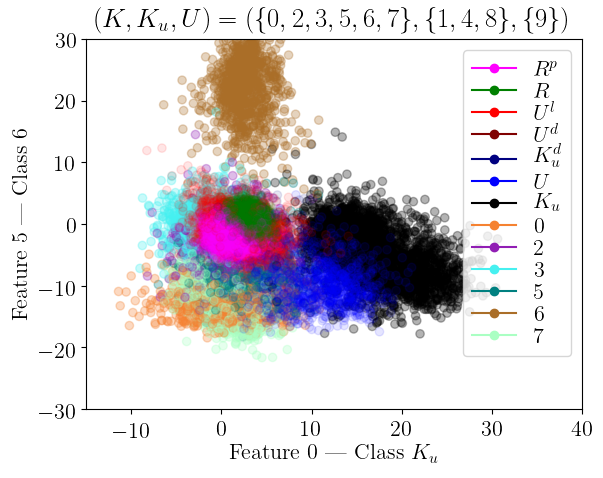 (K, K_u, U) = ({0, 2, 3, 5, 6, 7}, {1, 4, 8}, {9})
30
20
10
0
−10
−20
−30
Feature 5 — Class 6
−10
0
10
20
30
40
Feature 0 — Class K_u
R^p
R
U^l
U^d
K_u^d
U
K_u
0
2
3
5
6
7